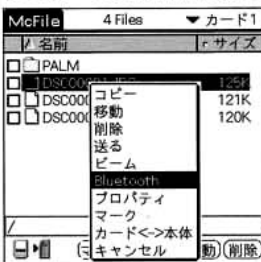 McFile 4 Files カード1
名前 サイズ
PALM
125K
DSC000 121K
DSC000 120K
コピー
移動
削除
送る
ビーム
Bluetooth
プロパティ
マーク
カード<->本体
キャンセル
/
動 削除